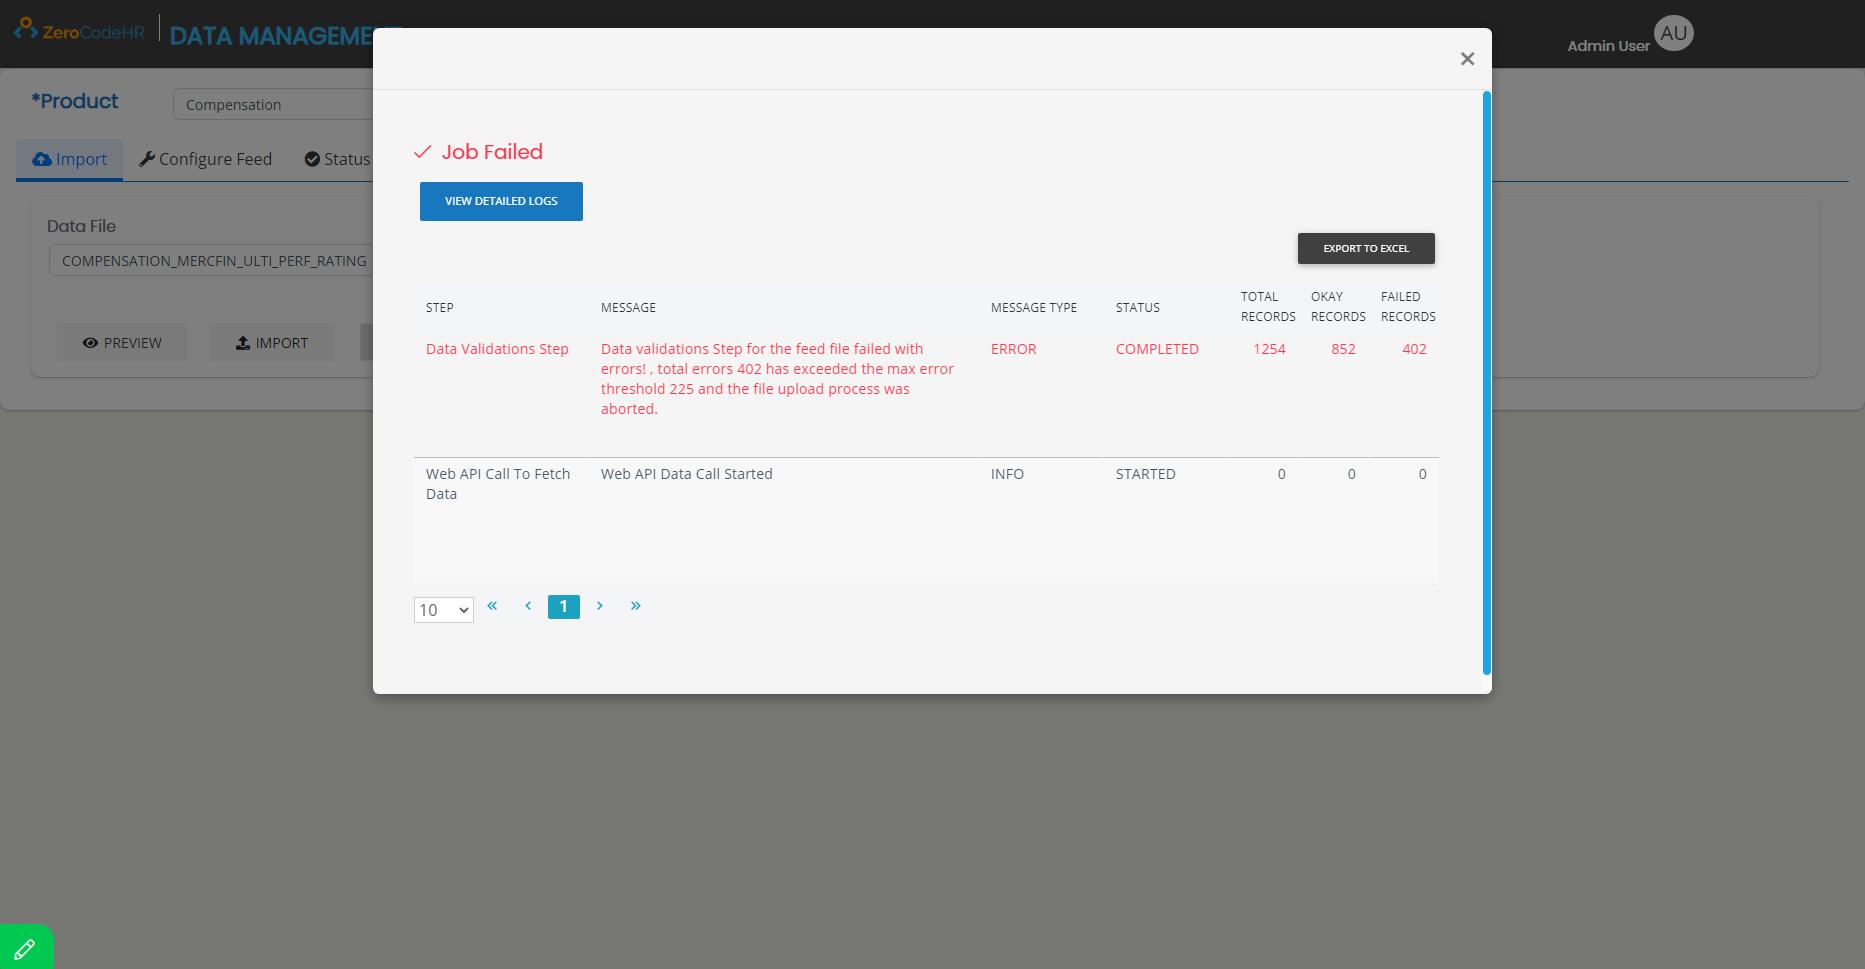 ZeroCodeHR
DATA MANAGEMENT
Admin User
AU
*Product
Compensation
Import
Configure Feed
Status
Data File
COMPENSATION_MERCFIN_ULTI_PERF_RATING
PREVIEW
IMPORT
×
Job Failed
VIEW DETAILED LOGS
EXPORT TO EXCEL
STEP
MESSAGE
MESSAGE TYPE
STATUS
TOTAL
RECORDS
OKAY
RECORDS
FAILED
RECORDS
Data Validations Step
Data validations Step for the feed file failed with
errors! , total errors 402 has exceeded the max error
threshold 225 and the file upload process was
aborted.
ERROR
COMPLETED
1254
852
402
Web API Call To Fetch
Data
Web API Data Call Started
INFO
STARTED
0
0
0
10
« ‹ 1 › »